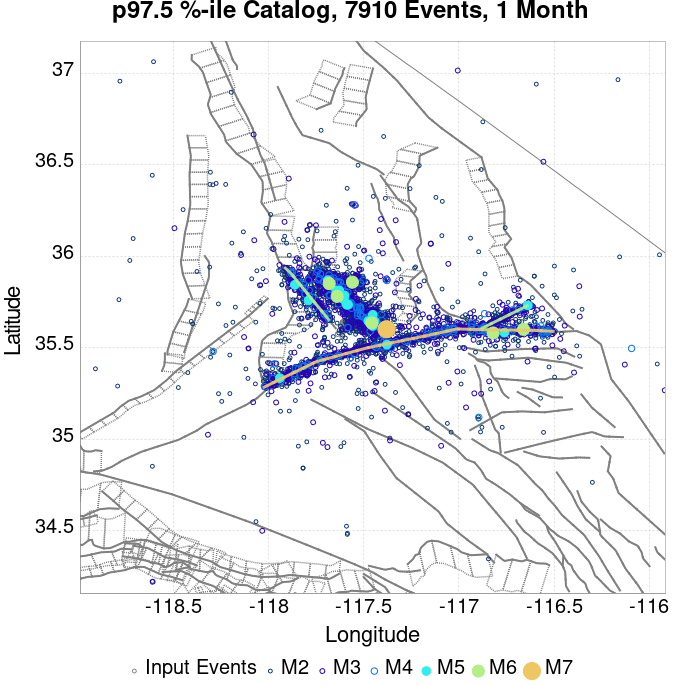 p97.5 %-ile Catalog, 7910 Events, 1 Month
37
36.5
36
35.5
35
34.5
Latitude
-118.5 -118 -117.5 -117 -116.5 -116
Longitude
Input Events M2 M3 M4 M5 M6 M7